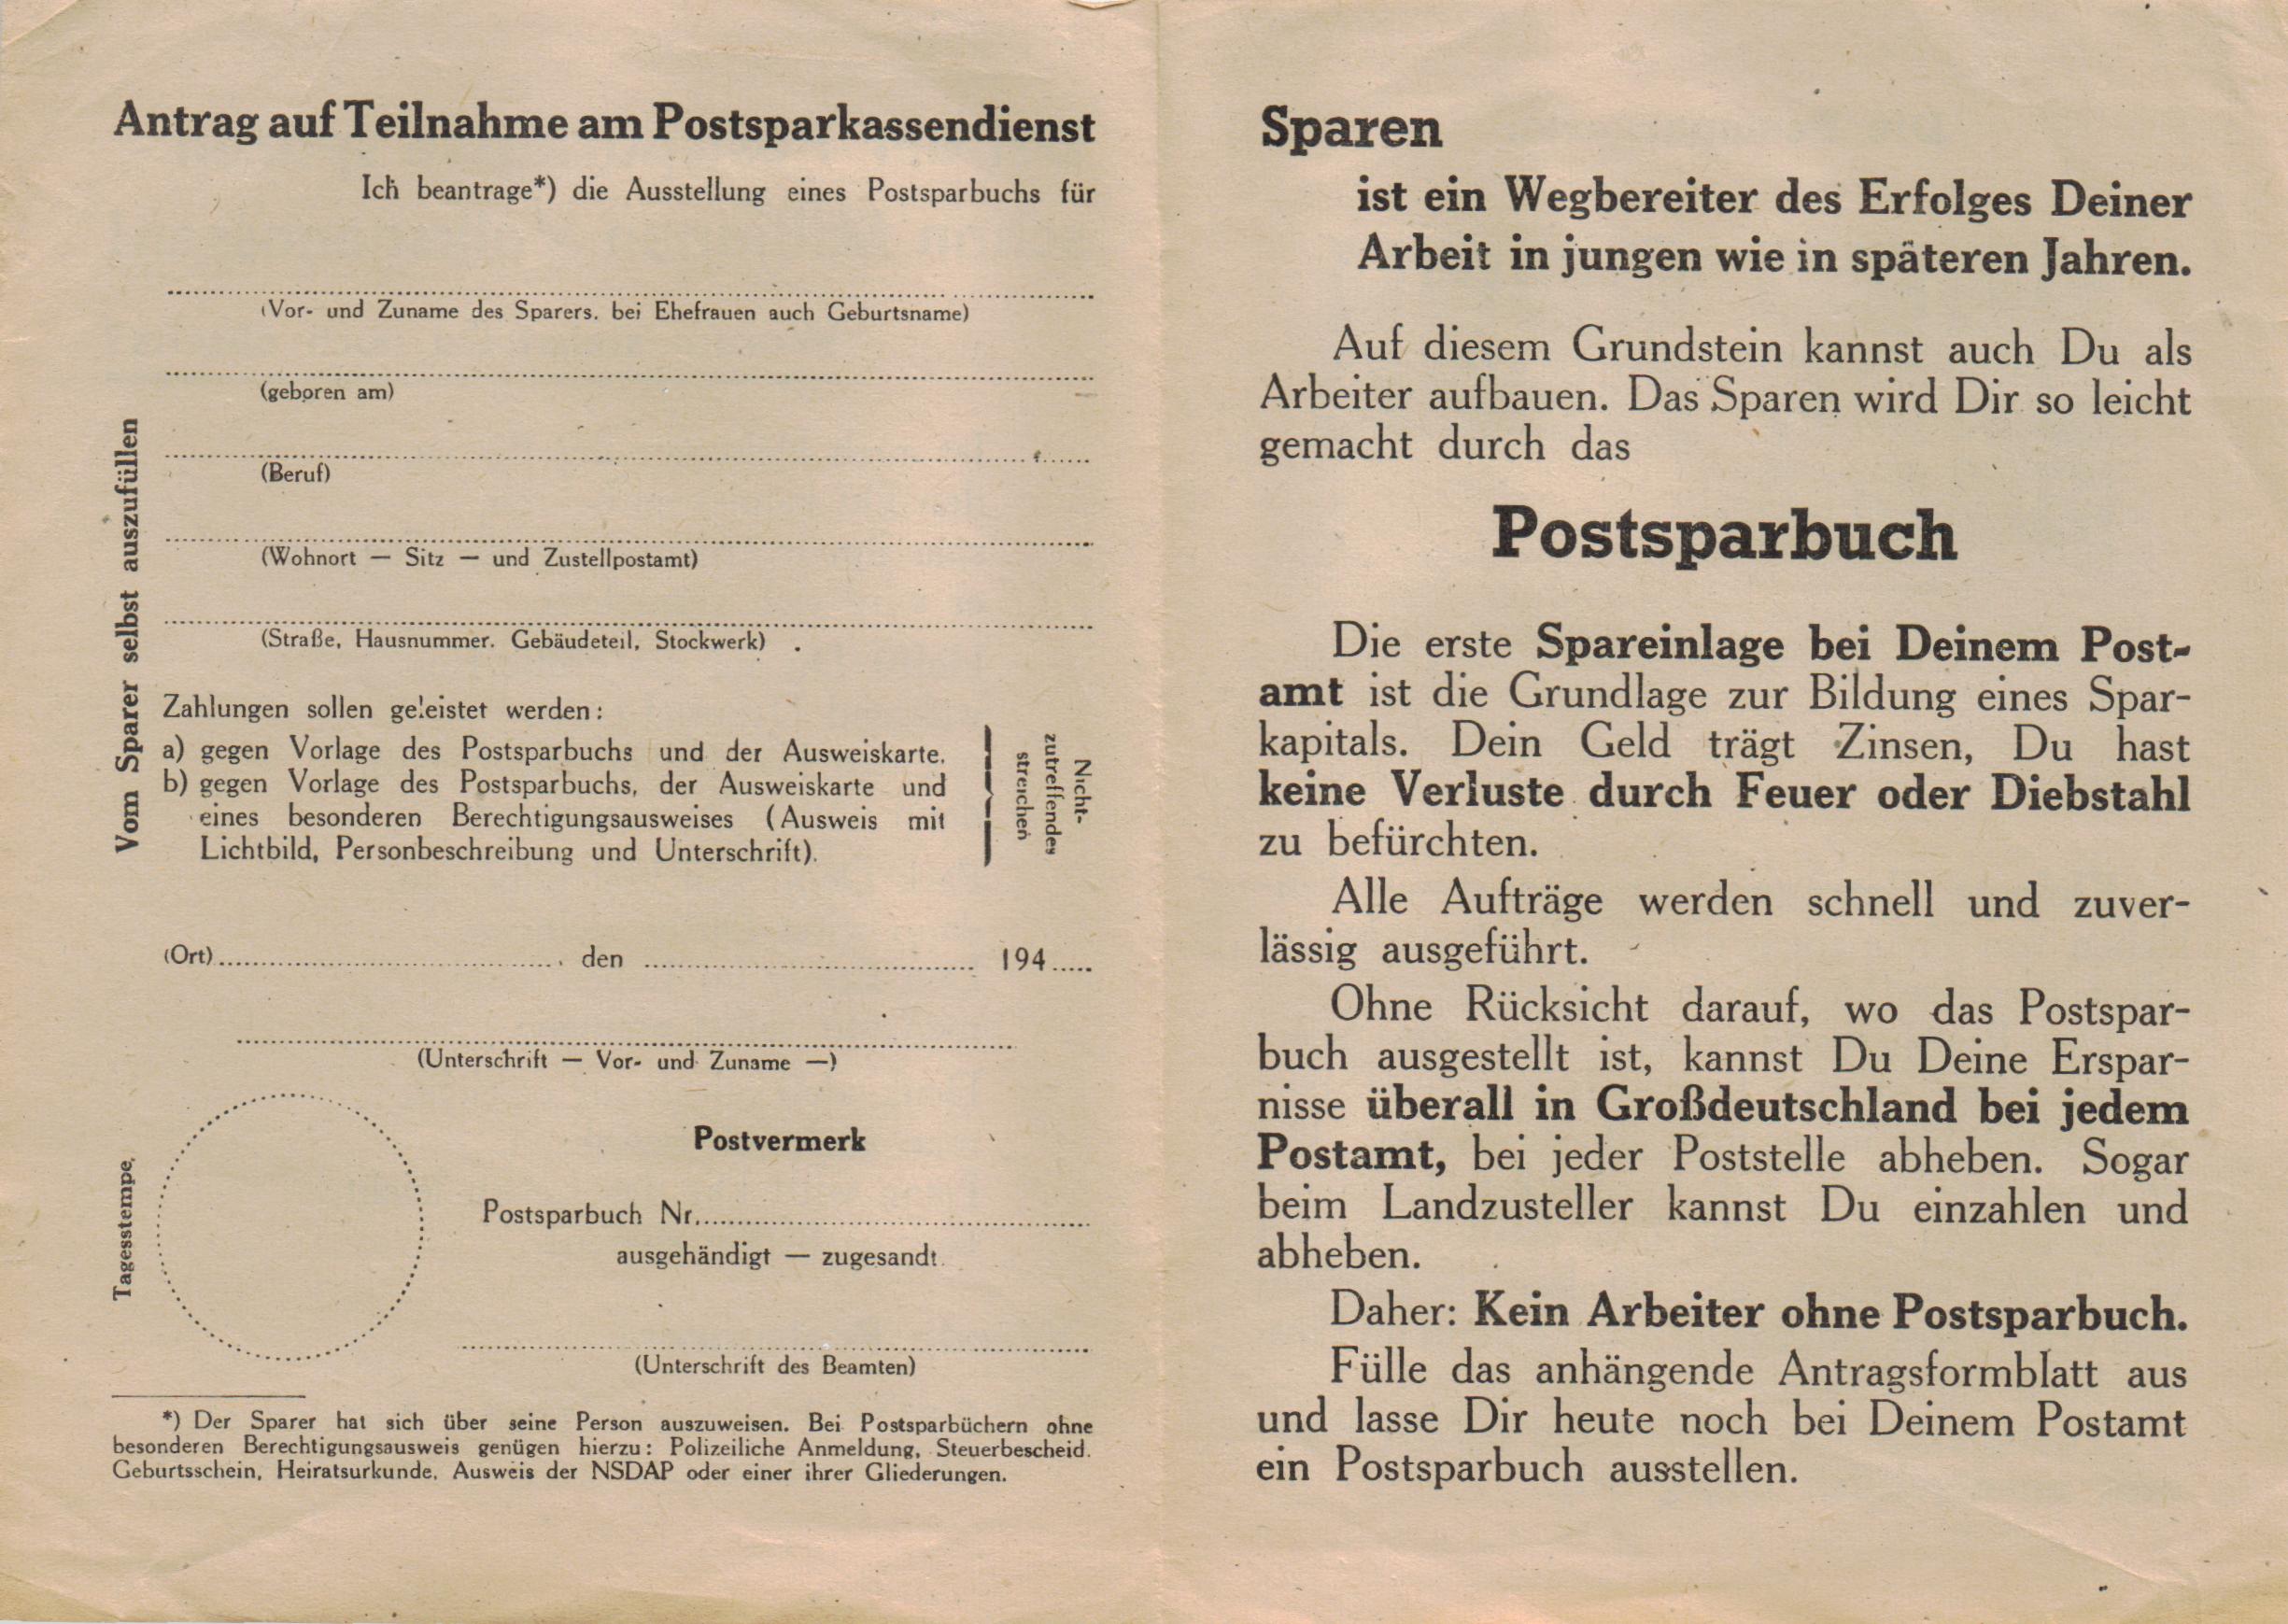 Antrag auf Teilnahme am Postsparkassendienst
Ich beantrage*) die Ausstellung eines Postsparbuchs für
(Vor- und Zuname des Sparers. bei Ehefrauen auch Geburtsname)
(geboren am)
(Beruf)
(Wohnort — Sitz — und Zustellpostamt)
(Straße, Hausnummer. Gebäudeteil, Stockwerk)
Vom Sparer selbst auszufüllen
Zahlungen sollen geleistet werden:
a) gegen Vorlage des Postsparbuchs und der Ausweiskarte.
b) gegen Vorlage des Postsparbuchs, der Ausweiskarte und
eines besonderen Berechtigungsausweises (Ausweis mit
Lichtbild, Personbeschreibung und Unterschrift).
Nicht-
zutreffendes
streichen
(Ort)........ , den ........ 194.....
(Unterschrift — Vor- und Zuname —)
Tagesstempe
Postvermerk
Postsparbuch Nr.........
ausgehändigt — zugesandt.
(Unterschrift des Beamten)
*) Der Sparer hat sich über seine Person auszuweisen. Bei Postsparbüchern ohne
besonderen Berechtigungsausweis genügen hierzu: Polizeiliche Anmeldung, Steuerbescheid.
Geburtsschein, Heiratsurkunde, Ausweis der NSDAP oder einer ihrer Gliederungen.
Sparen
ist ein Wegbereiter des Erfolges Deiner
Arbeit in jungen wie in späteren Jahren.
Auf diesem Grundstein kannst auch Du als
Arbeiter aufbauen. Das Sparen wird Dir so leicht
gemacht durch das
Postsparbuch
Die erste Spareinlage bei Deinem Post-
amt ist die Grundlage zur Bildung eines Spar-
kapitals. Dein Geld trägt Zinsen, Du hast
keine Verluste durch Feuer oder Diebstahl
zu befürchten.
Alle Aufträge werden schnell und zuver-
lässig ausgeführt.
Ohne Rücksicht darauf, wo das Postspar-
buch ausgestellt ist, kannst Du Deine Erspar-
nisse überall in Großdeutschland bei jedem
Postamt, bei jeder Poststelle abheben. Sogar
beim Landzusteller kannst Du einzahlen und
abheben.
Daher: Kein Arbeiter ohne Postsparbuch.
Fülle das anhängende Antragsformblatt aus
und lasse Dir heute noch bei Deinem Postamt
ein Postsparbuch ausstellen.